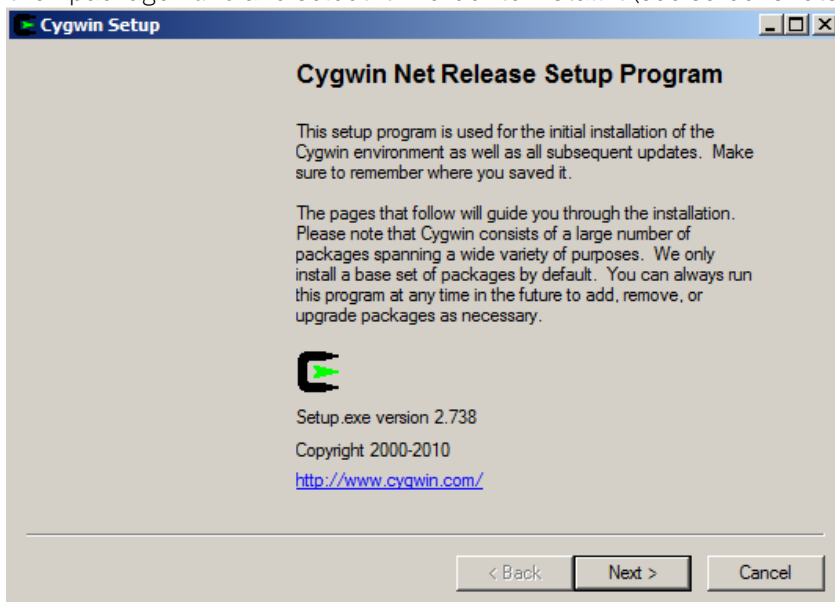 Cygwin Setup
Cygwin Net Release Setup Program
This setup program is used for the initial installation of the
Cygwin environment as well as all subsequent updates.  Make
sure to remember where you saved it.
The pages that follow will guide you through the installation.
Please note that Cygwin consists of a large number of
packages spanning a wide variety of purposes.  We only
install a base set of packages by default.  You can always run
this program at any time in the future to add, remove, or
upgrade packages as necessary.
Setup.exe version 2.738
Copyright 2000-2010
http://www.cygwin.com/
< Back
Next >
Cancel